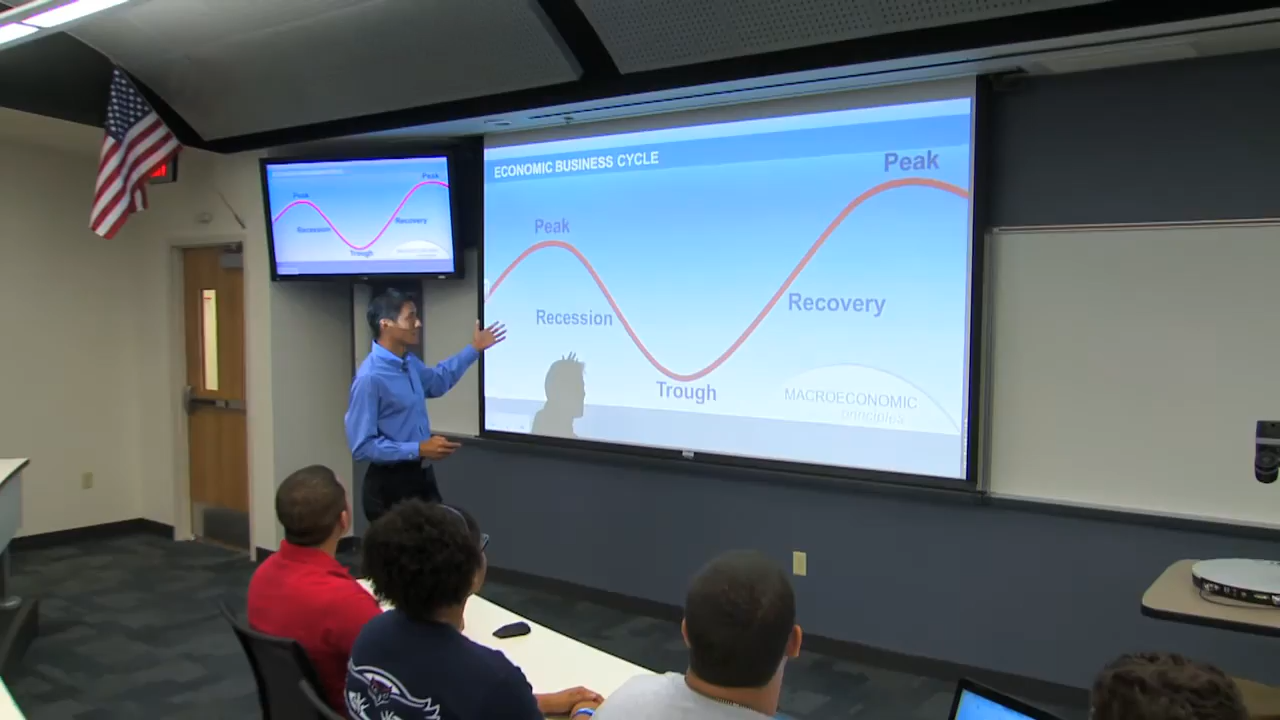 ECONOMIC BUSINESS CYCLE
Peak
Peak
Recession
Recovery
Trough
MACROECONOMIC
principles
Peak
Peak
Recession
Recovery
Trough